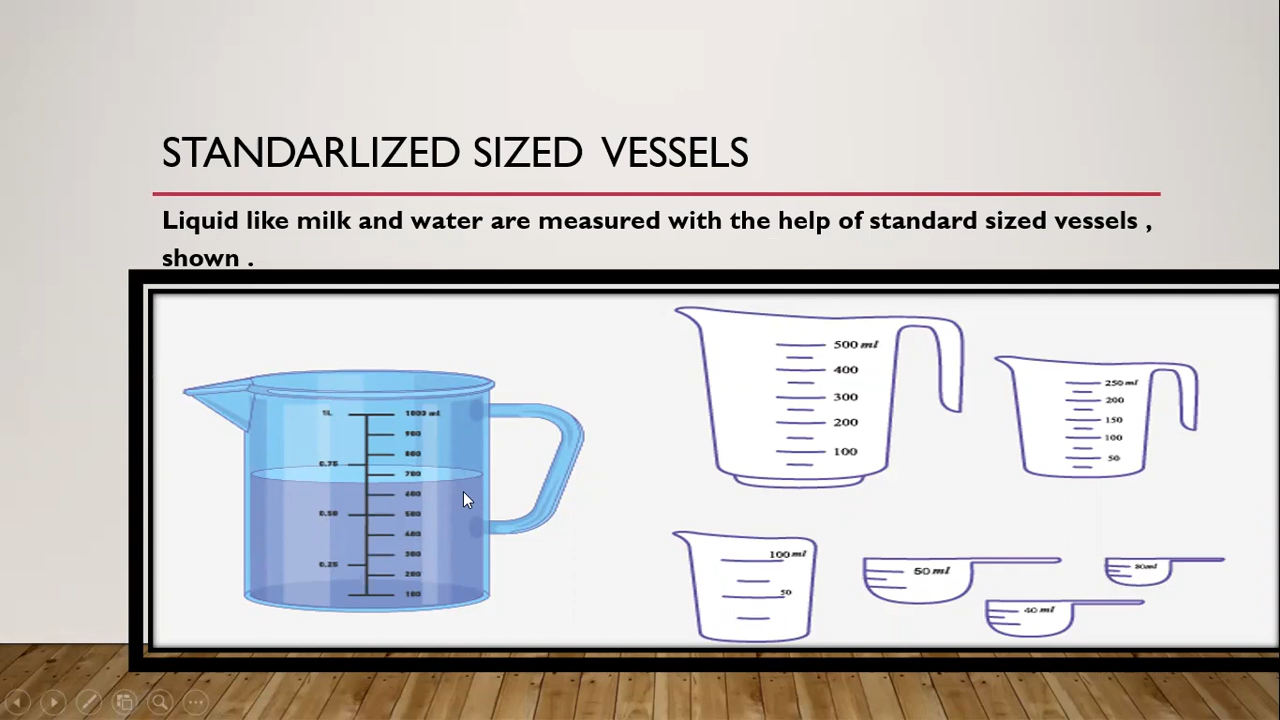 STANDARLIZED SIZED VESSELS
Liquid like milk and water are measured with the help of standard sized vessels ,
shown .
1L
1000 ml
900
800
0.75
700
600
0.50
500
400
300
0.25
200
100
500 ml
400
300
200
100
250 ml
200
150
100
50
100 ml
50
50 ml
40 ml